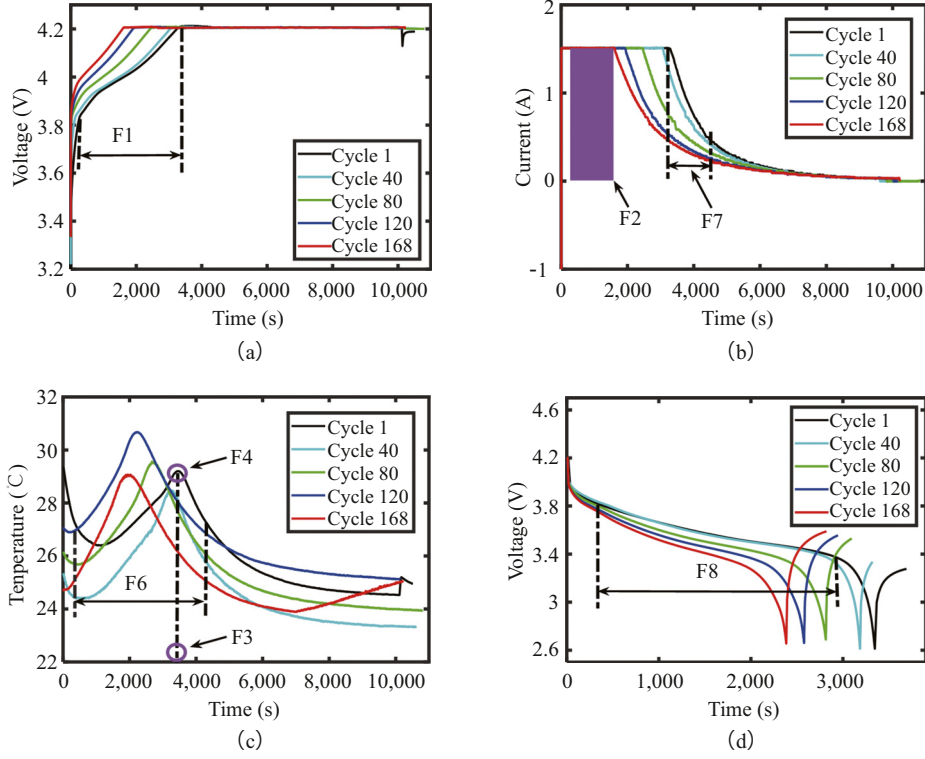 4.2
4.0
3.8
3.6
3.4
3.2
Voltage (V)
F1
Cycle 1
Cycle 40
Cycle 80
Cycle 120
Cycle 168
0 2,000 4,000 6,000 8,000 10,000
Time (s)
(a)
2
1
0
-1
Current (A)
F2
F7
Cycle 1
Cycle 40
Cycle 80
Cycle 120
Cycle 168
0 2,000 4,000 6,000 8,000 10,000
Time (s)
(b)
32
30
28
26
24
22
Tenperature (°C)
F4
F6
F3
Cycle 1
Cycle 40
Cycle 80
Cycle 120
Cycle 168
0 2,000 4,000 6,000 8,000 10,000
Time (s)
(c)
4.6
4.2
3.8
3.4
3
2.6
Voltage (V)
F8
Cycle 1
Cycle 40
Cycle 80
Cycle 120
Cycle 168
0 1,000 2,000 3,000
Time (s)
(d)